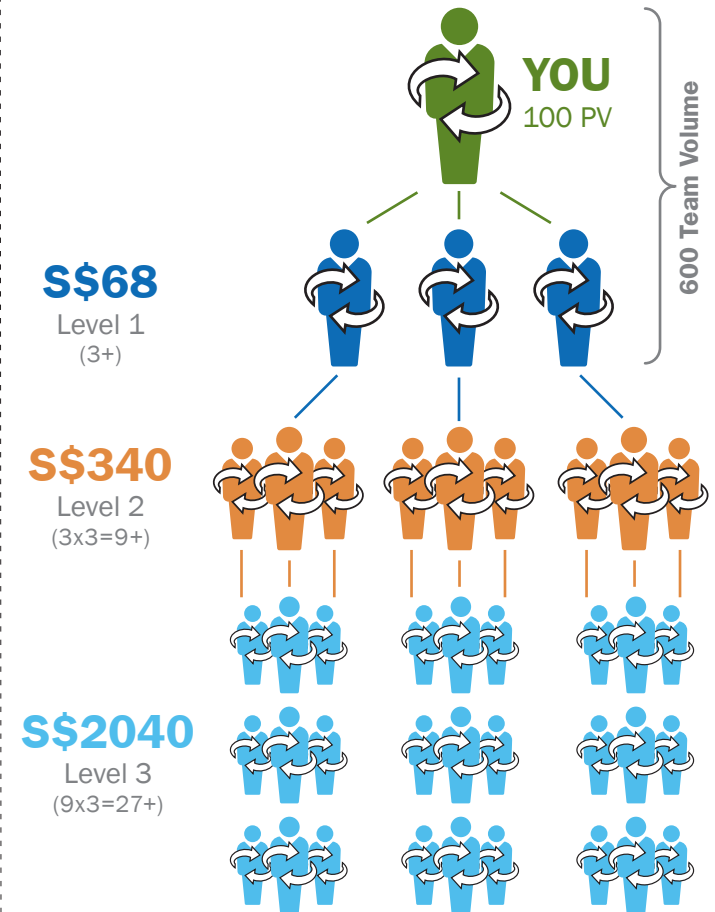 YOU
100 PV
600 Team Volume
S$68
Level 1
(3+)
S$340
Level 2
(3x3=9+)
S$2040
Level 3
(9x3=27+)